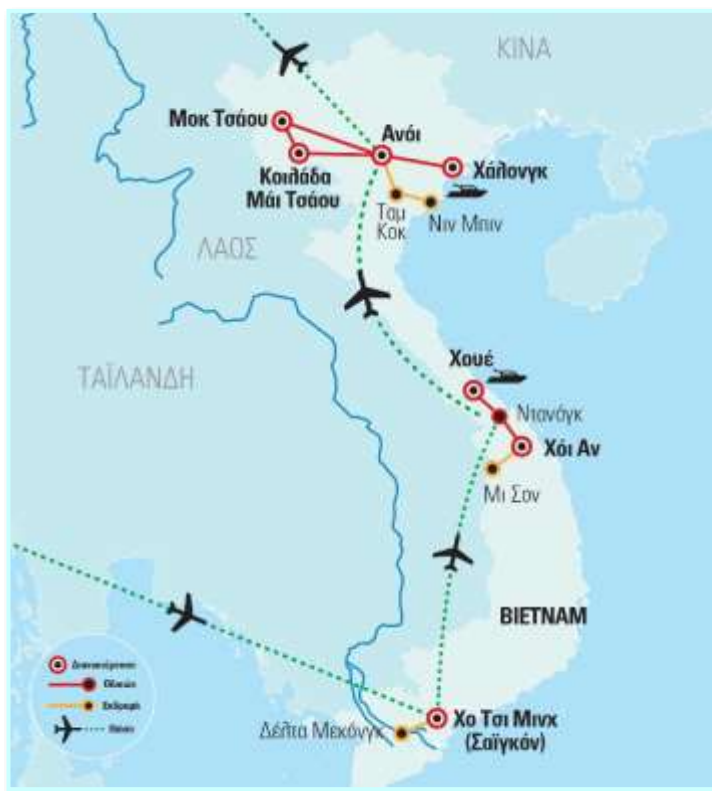 ΚΙΝΑ
Μοκ Τσάου
Ανόι
Κοιλάδα
Μάι Τσάου
Χάλονγκ
Ταμ
Κοκ
Νιν Μπιν
ΛΑΟΣ
ΤΑΪΛΑΝΔΗ
Χουέ
Ντανάγκ
Χόι Αν
Μι Σον
ΒΙΕΤΝΑΜ
Διανυκτέρευση
Οδικώς
Εκδρομή
Πτήση
Δέλτα Μεκόνγκ
Χο Τσι Μινχ
(Σαϊγκόν)